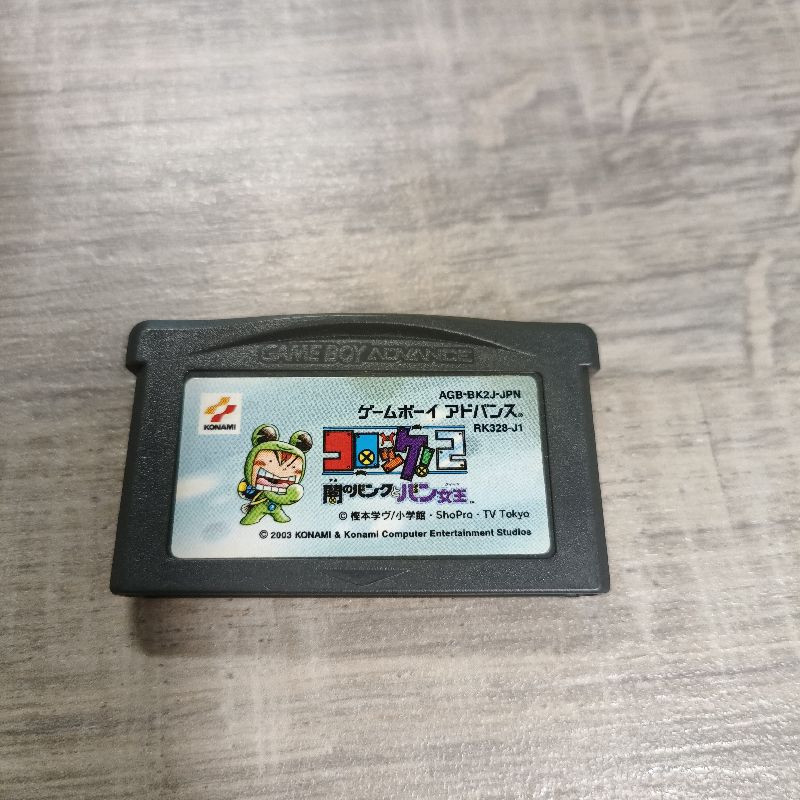 GAME BOY ADVANCE
AGB-BK2J-JPN
KONAMI
ゲームボーイ アドバンス®
RK328-J1
コロッケ!2
闇のバンクとバン女王™
© 樫本学ヴ/小学館・ShoPro・TV Tokyo
© 2003 KONAMI & Konami Computer Entertainment Studios